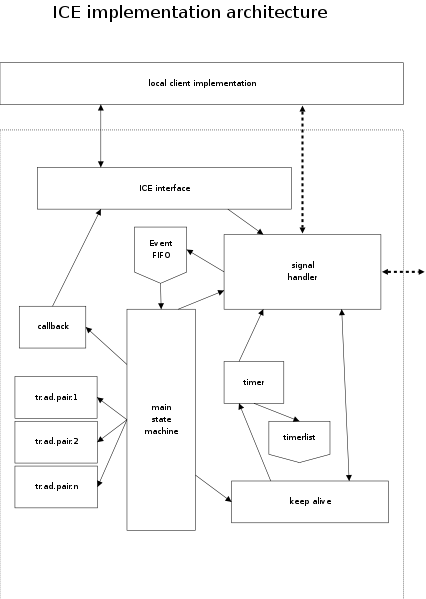 ICE implementation architecture
local client implementation
ICE interface
Event
FIFO
signal
handler
callback
timer
tr.ad.pair.1
main
state
machine
timerlist
tr.ad.pair.2
tr.ad.pair.n
keep alive